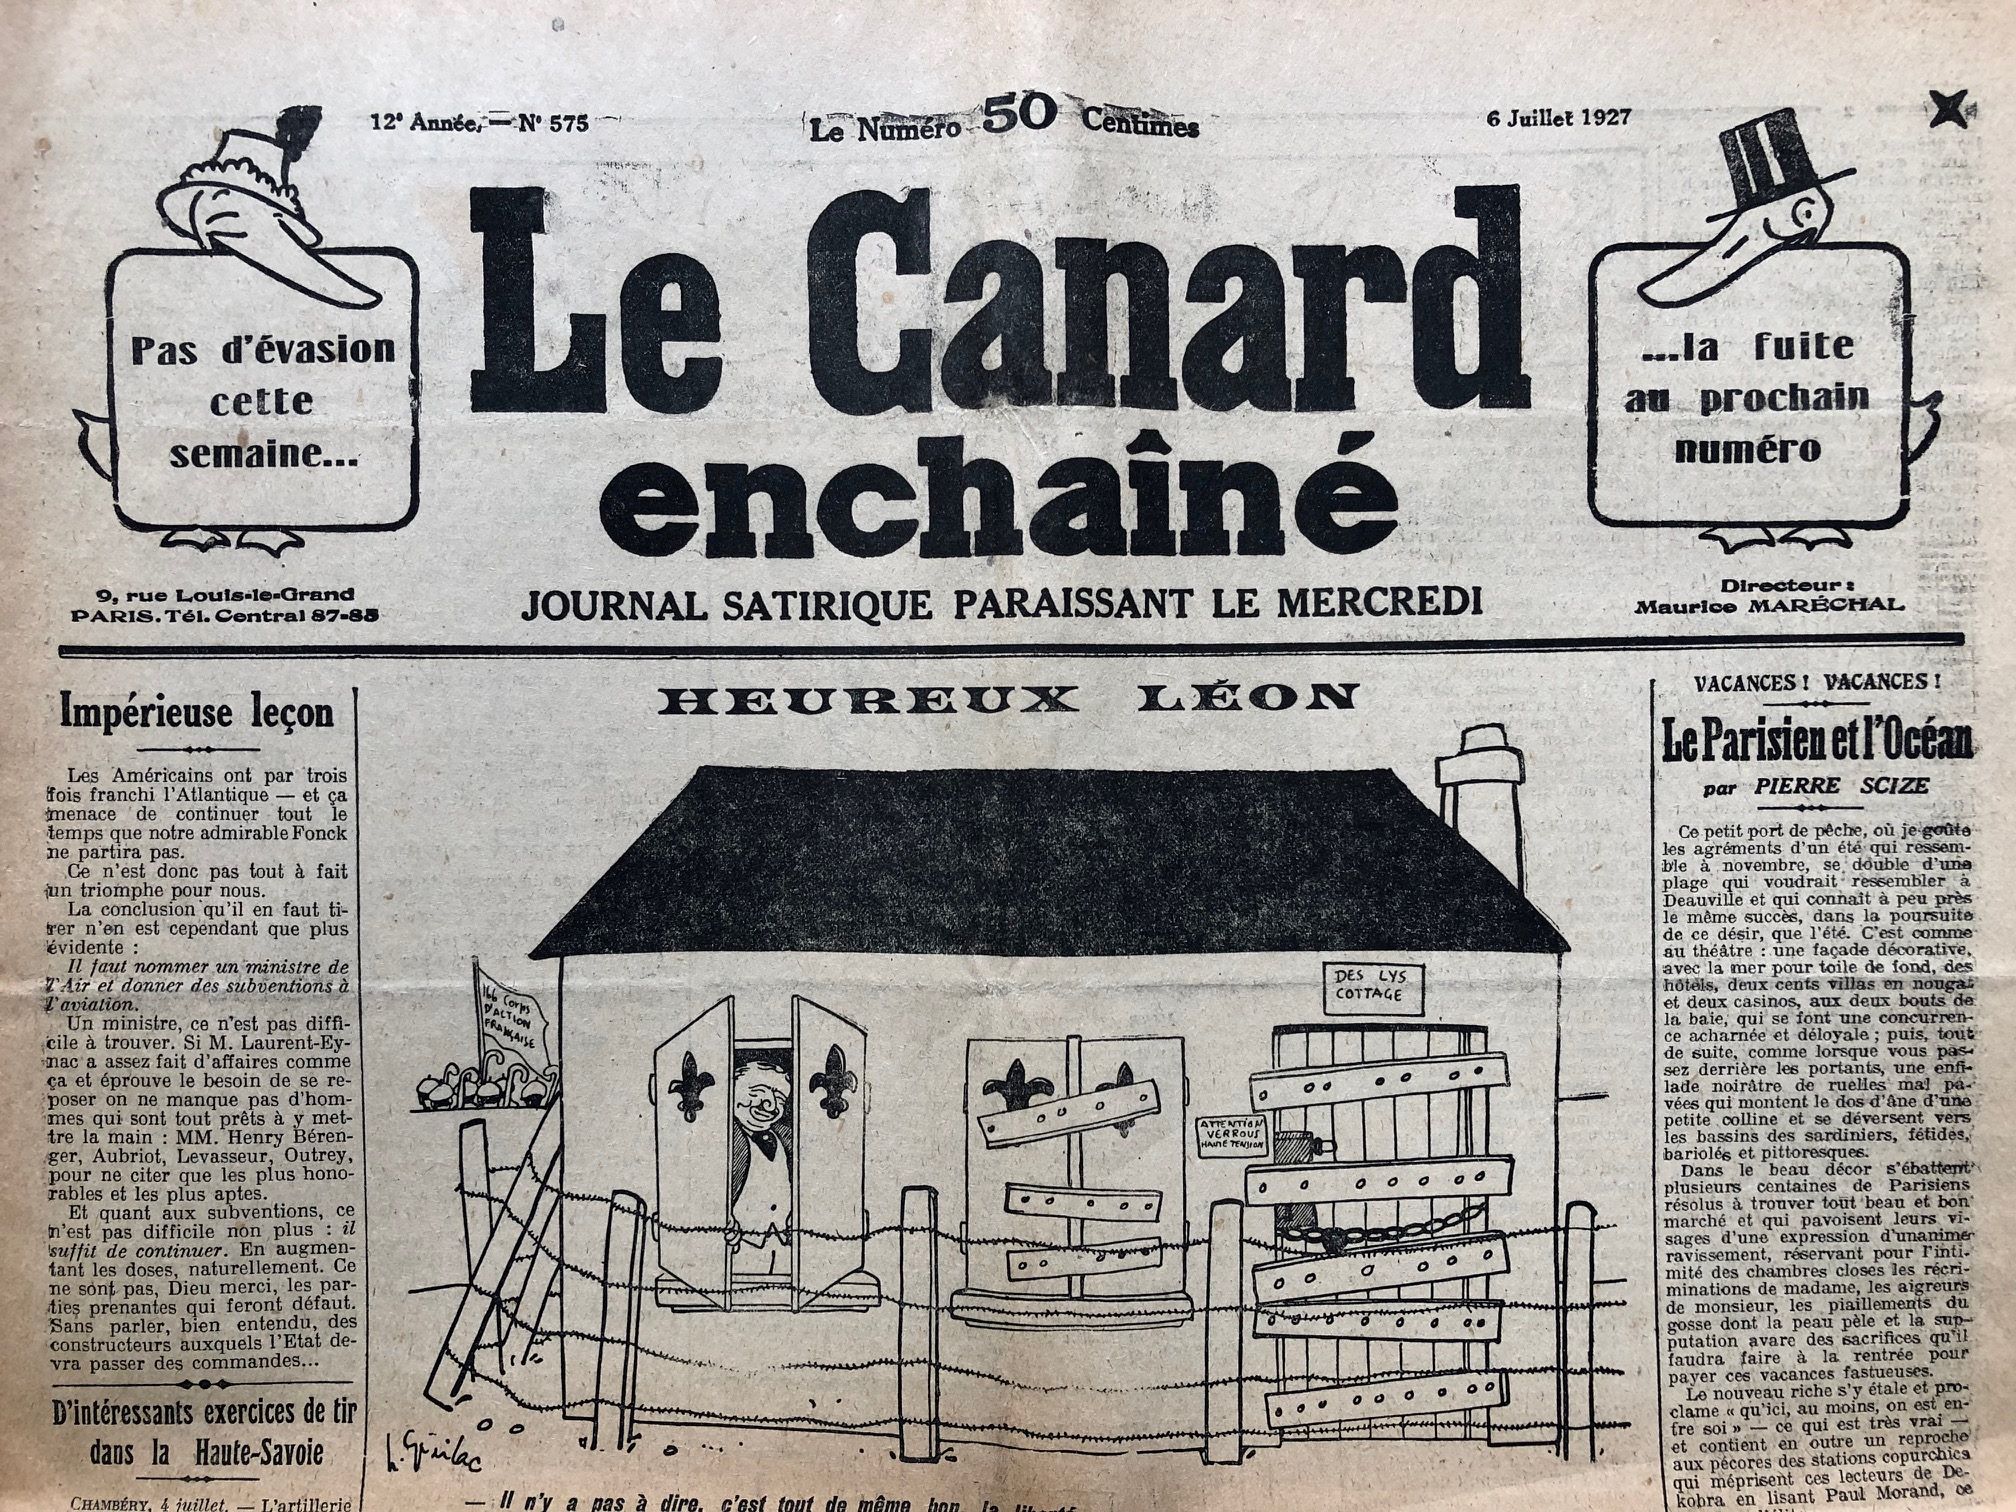 12e Année, — N° 575
Le Numéro 50 Centimes
6 Juillet 1927
Pas d'évasion
cette
semaine...
Le Canard
enchaîné
...la fuite
au prochain
numéro
9, rue Louis-le-Grand
PARIS. Tél. Central 87-85
JOURNAL SATIRIQUE PARAISSANT LE MERCREDI
Directeur :
Maurice MARÉCHAL
Impérieuse leçon
Les Américains ont par trois
fois franchi l'Atlantique — et ça
menace de continuer tout le
temps que notre admirable Fonck
ne partira pas.
Ce n'est donc pas tout à fait
un triomphe pour nous.
La conclusion qu'il en faut ti-
rer n'en est cependant que plus
évidente :
Il faut nommer un ministre de
l'Air et donner des subventions à
l'aviation.
Un ministre, ce n'est pas diffi-
cile à trouver. Si M. Laurent-Ey-
nac a assez fait d'affaires comme
ça et éprouve le besoin de se re-
poser on ne manque pas d'hom-
mes qui sont tout prêts à y met-
tre la main : MM. Henry Béren-
ger, Aubriot, Levasseur, Outrey,
pour ne citer que les plus hono-
rables et les plus aptes.
Et quant aux subventions, ce
n'est pas difficile non plus : il
suffit de continuer. En augmen-
tant les doses, naturellement. Ce
ne sont pas, Dieu merci, les par-
ties prenantes qui feront défaut.
Sans parler, bien entendu, des
constructeurs auxquels l'Etat de-
vra passer des commandes...
D'intéressants exercices de tir
dans la Haute-Savoie
CHAMBÉRY, 4 juillet. — L'artillerie
HEUREUX LÉON
166 CORPS
D'ACTION
FRANÇAISE
DES LYS
COTTAGE
ATTENTION
VERROUS
HAUTE TENSION
H. Guilac
— Il n'y a pas à dire, c'est tout de même bon, la liberté
VACANCES ! VACANCES !
Le Parisien et l'Océan
par PIERRE SCIZE
Ce petit port de pêche, où je goûte
les agréments d'un été qui ressem-
ble à novembre, se double d'une
plage qui voudrait ressembler à
Deauville et qui connaît à peu près
le même succès, dans la poursuite
de ce désir, que l'été. C'est comme
au théâtre : une façade décorative,
avec la mer pour toile de fond, des
hôtels, deux cents villas en nougat
et deux casinos, aux deux bouts de
la baie, qui se font une concurren-
ce acharnée et déloyale ; puis, tout
de suite, comme lorsque vous pas-
sez derrière les portants, une enfi-
lade noirâtre de ruelles mal pa-
vées qui montent le dos d'âne d'une
petite colline et se déversent vers
les bassins des sardiniers, fétides,
bariolés et pittoresques.
Dans le beau décor s'ébattent
plusieurs centaines de Parisiens
résolus à trouver tout beau et bon
marché et qui pavoisent leurs vi-
sages d'une expression d'unanime
ravissement, réservant pour l'inti-
mité des chambres closes les récri-
minations de madame, les aigreurs
de monsieur, les piaillements du
gosse dont la peau pèle et la sup-
putation avare des sacrifices qu'il
faudra faire à la rentrée pour
payer ces vacances fastueuses.
Le nouveau riche s'y étale et pro-
clame « qu'ici, au moins, on est en-
tre soi » — ce qui est très vrai —
et contient en outre un reproche
aux pécores des stations copurchics
qui méprisent ces lecteurs de De-
kobra en lisant Paul Morand, ce